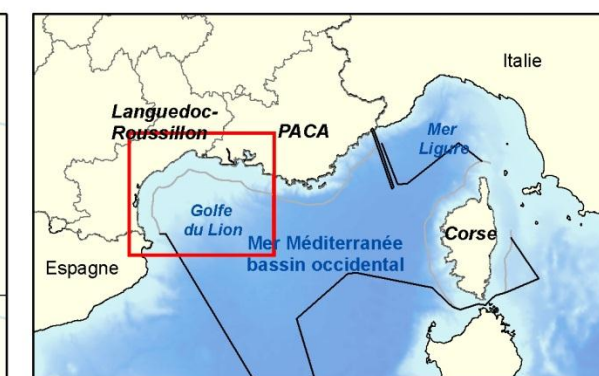 Italie
Languedoc-
Roussillon
PACA
Mer
Ligure
Golfe
du Lion
Mer Méditerranée
bassin occidental
Corse
Espagne